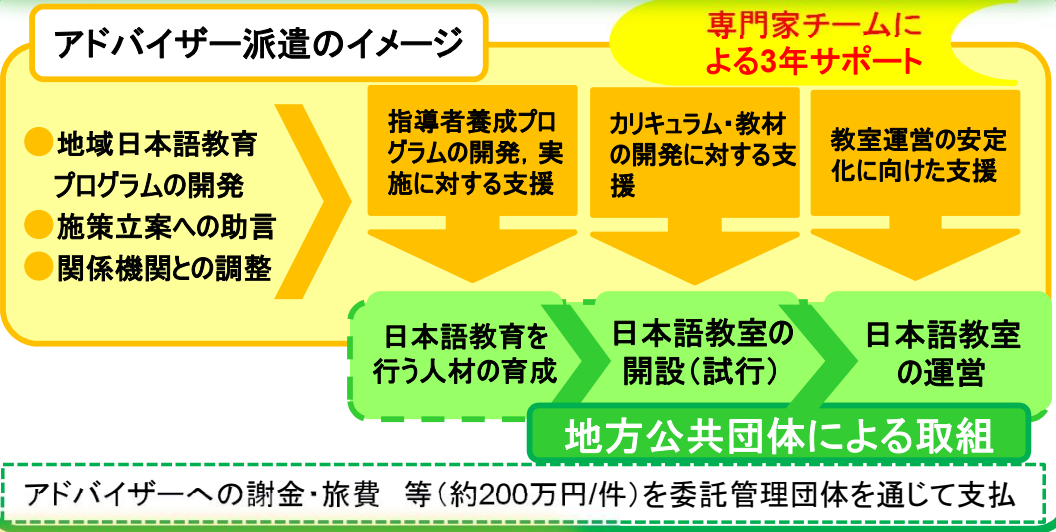 アドバイザー派遣のイメージ
専門家チームに
よる3年サポート
●地域日本語教育
プログラムの開発
●施策立案への助言
●関係機関との調整
指導者養成プロ
グラムの開発，実
施に対する支援
カリキュラム・教材
の開発に対する支
援
教室運営の安定
化に向けた支援
日本語教育を
行う人材の育成
日本語教室の
開設（試行）
日本語教室
の運営
地方公共団体による取組
アドバイザーへの謝金・旅費　等（約200万円/件）を委託管理団体を通じて支払